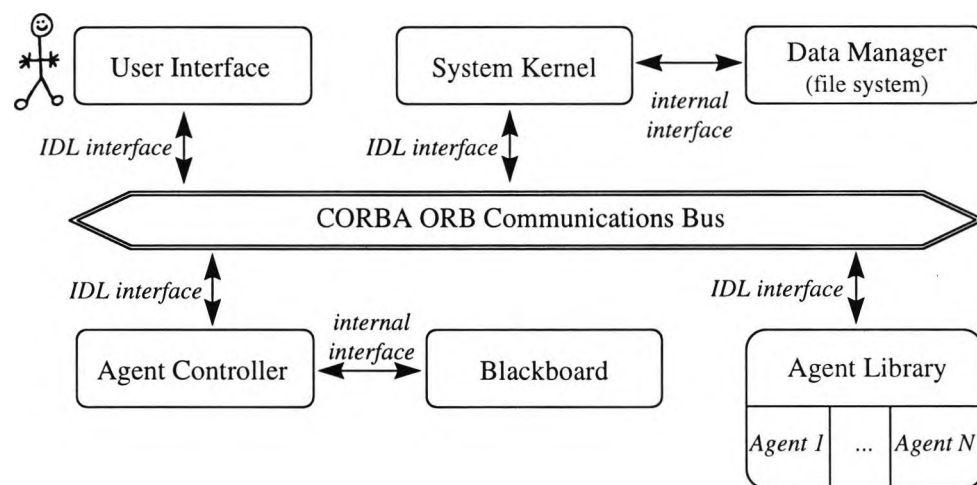 User Interface
System Kernel
Data Manager
(file system)
internal
interface
IDL interface
IDL interface
CORBA ORB Communications Bus
IDL interface
IDL interface
internal
interface
Agent Controller
Blackboard
Agent Library
Agent 1
...
Agent N